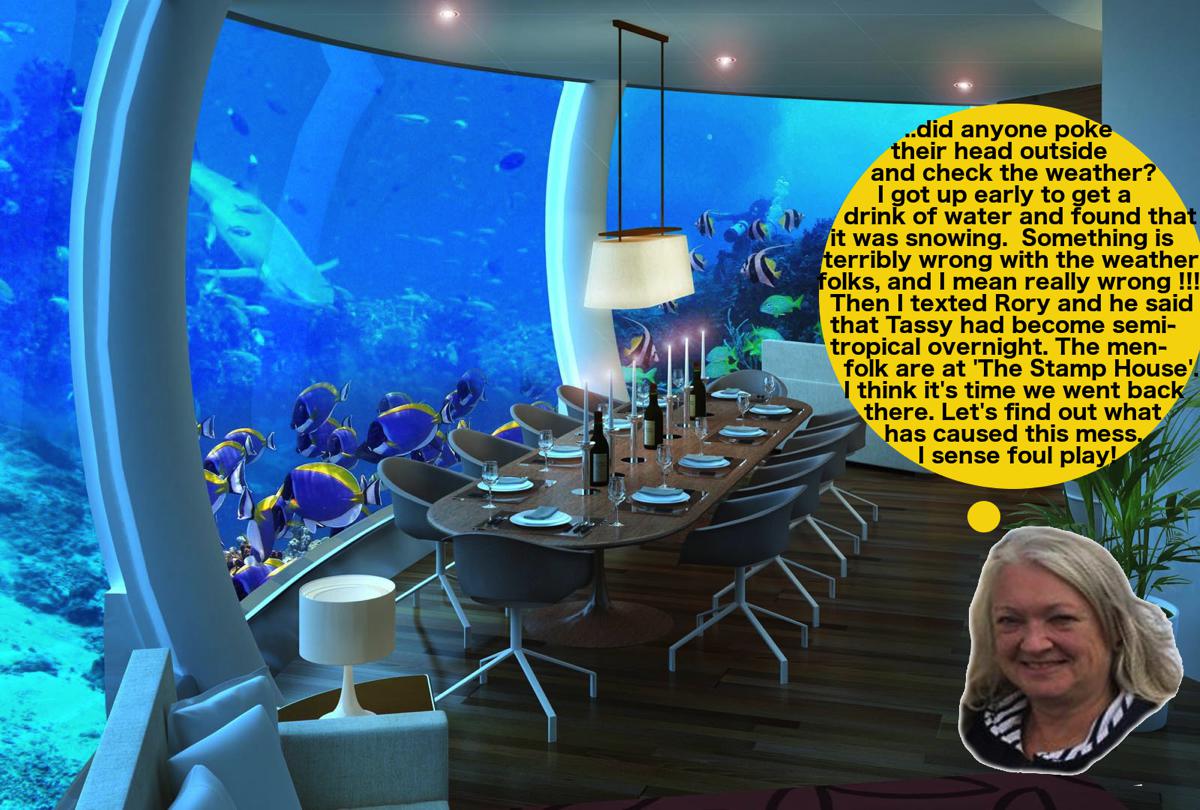 ..did anyone poke
their head outside
and check the weather?
I got up early to get a
drink of water and found that
it was snowing.  Something is
terribly wrong with the weather
folks, and I mean really wrong !!!
Then I texted Rory and he said
that Tassy had become semi-
tropical overnight. The men-
folk are at 'The Stamp House'.
I think it's time we went back
there. Let's find out what
has caused this mess.
I sense foul play!